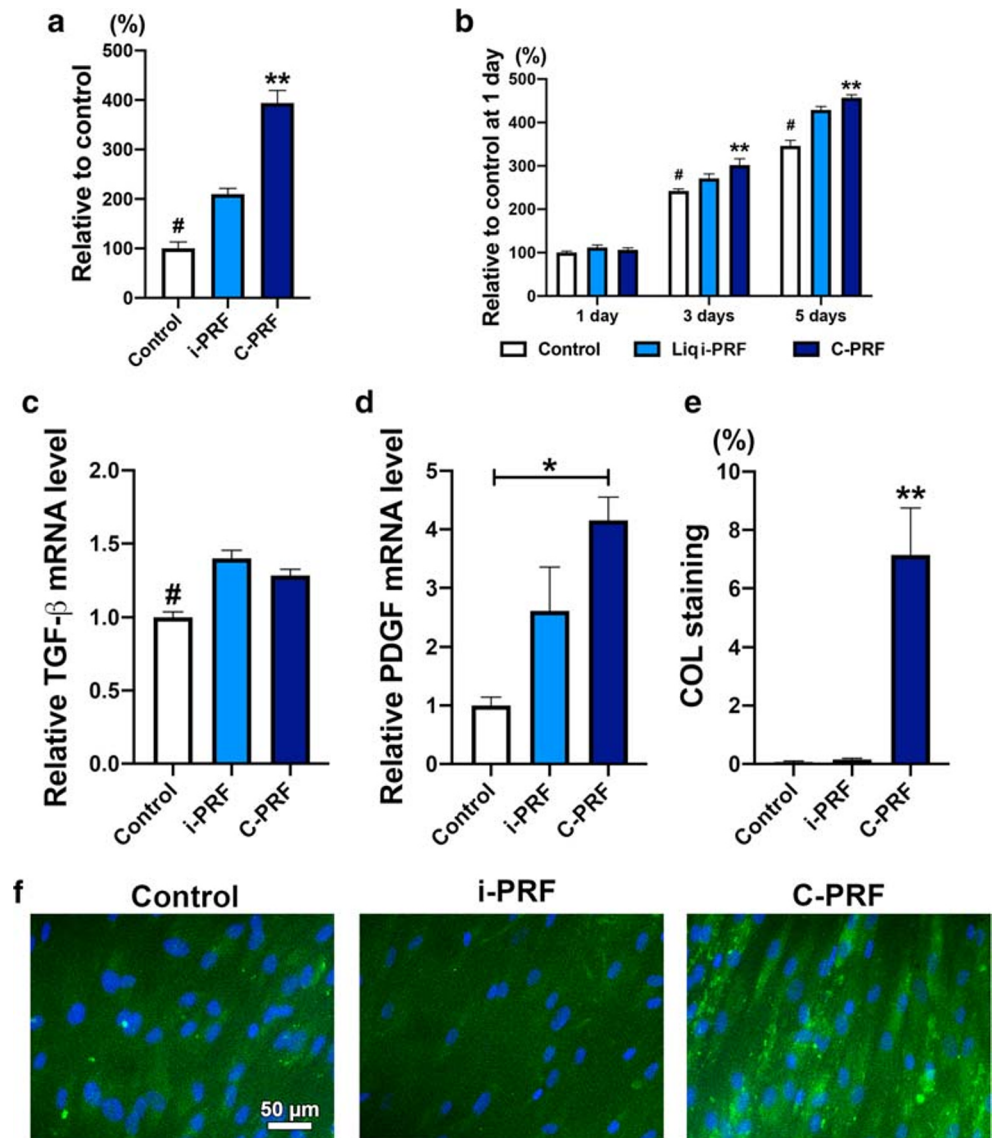 a
(%)
Relative to control
500
400
300
200
100
0
#
**
Control
i-PRF
C-PRF
b
(%)
Relative to control at 1 day
500
400
300
200
100
0
#
**
#
**
1 day
3 days
5 days
Control
Liq i-PRF
C-PRF
c
Relative TGF-β mRNA level
2.0
1.5
1.0
0.5
0.0
#
Control
i-PRF
C-PRF
d
Relative PDGF mRNA level
5
4
3
2
1
0
*
Control
i-PRF
C-PRF
e
(%)
COL staining
10
8
6
4
2
0
**
Control
i-PRF
C-PRF
f
Control
i-PRF
C-PRF
50 μm